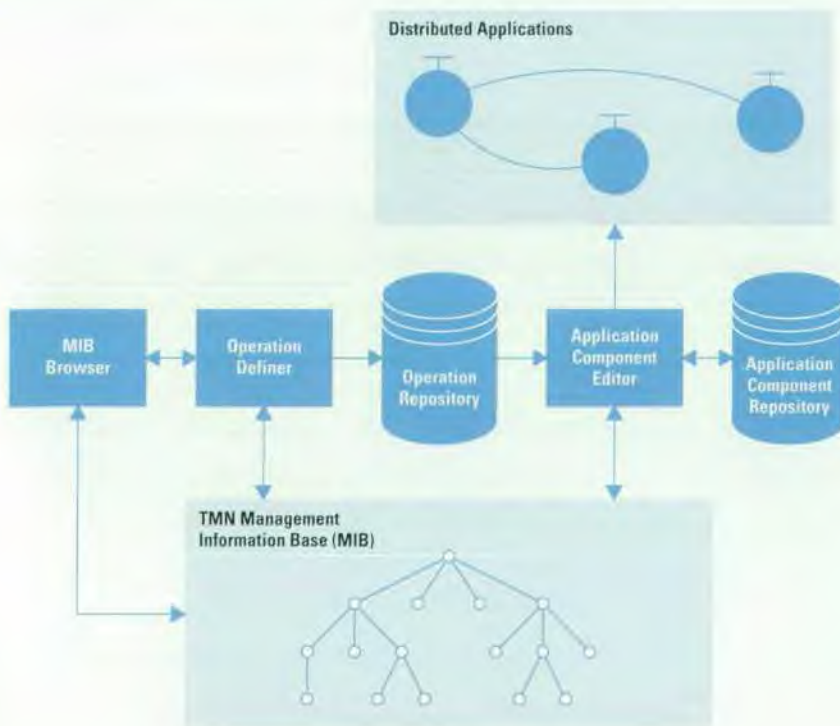 Distributed Applications
MIB
Browser
Operation
Definer
Operation
Repository
Application
Component
Editor
Application
Component
Repository
TMN Management
Information Base (MIB)